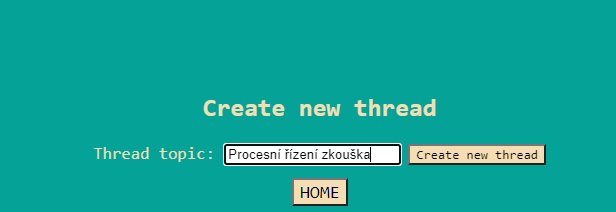 Create new thread
Thread topic: Procesní řízení zkouška Create new thread
HOME